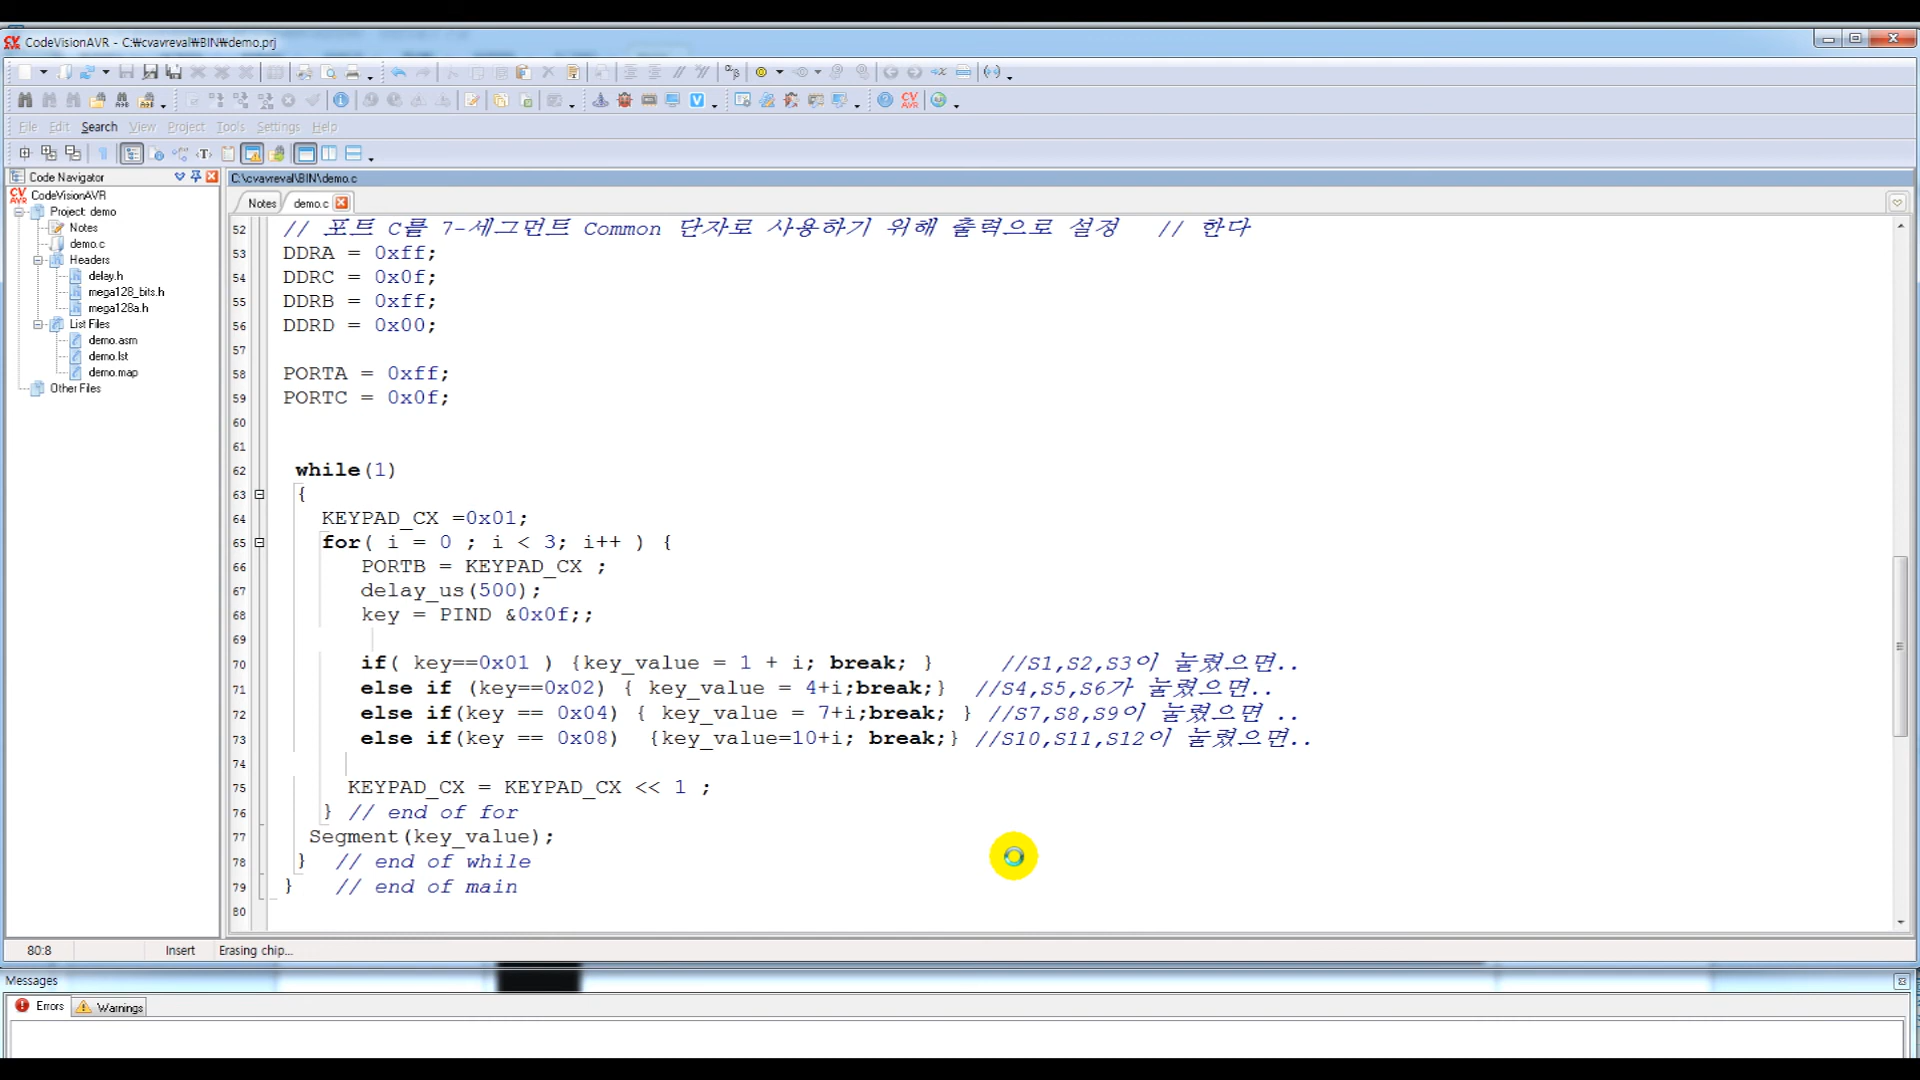 CodeVisionAVR - C:₩cvavreval₩BIN₩demo.prj
File Edit Search View Project Tools Settings Help
Code Navigator
C:\cvavreval\BIN\demo.c
CodeVisionAVR
Project: demo
Notes
demo.c
Headers
delay.h
mega128_bits.h
mega128a.h
List Files
demo.asm
demo.lst
demo.map
Other Files
Notes demo.c
52 // 포트 C를 7-세그먼트 Common 단자로 사용하기 위해 출력으로 설정 // 한다
53 DDRA = 0xff;
54 DDRC = 0x0f;
55 DDRB = 0xff;
56 DDRD = 0x00;
57
58 PORTA = 0xff;
59 PORTC = 0x0f;
60
61
62 while(1)
63 {
64 KEYPAD_CX =0x01;
65 for( i = 0 ; i < 3; i++ ) {
66 PORTB = KEYPAD_CX ;
67 delay_us(500);
68 key = PIND &0x0f;;
69
70 if( key==0x01 ) {key_value = 1 + i; break; } //S1,S2,S3이 눌렸으면..
71 else if (key==0x02) { key_value = 4+i;break;} //S4,S5,S6가 눌렸으면..
72 else if(key == 0x04) { key_value = 7+i;break; } //S7,S8,S9이 눌렸으면 ..
73 else if(key == 0x08) {key_value=10+i; break;} //S10,S11,S12이 눌렸으면..
74
75 KEYPAD_CX = KEYPAD_CX << 1 ;
76 } // end of for
77 Segment(key_value);
78 } // end of while
79 } // end of main
80
80:8 Insert Erasing chip...
Messages
Errors Warnings